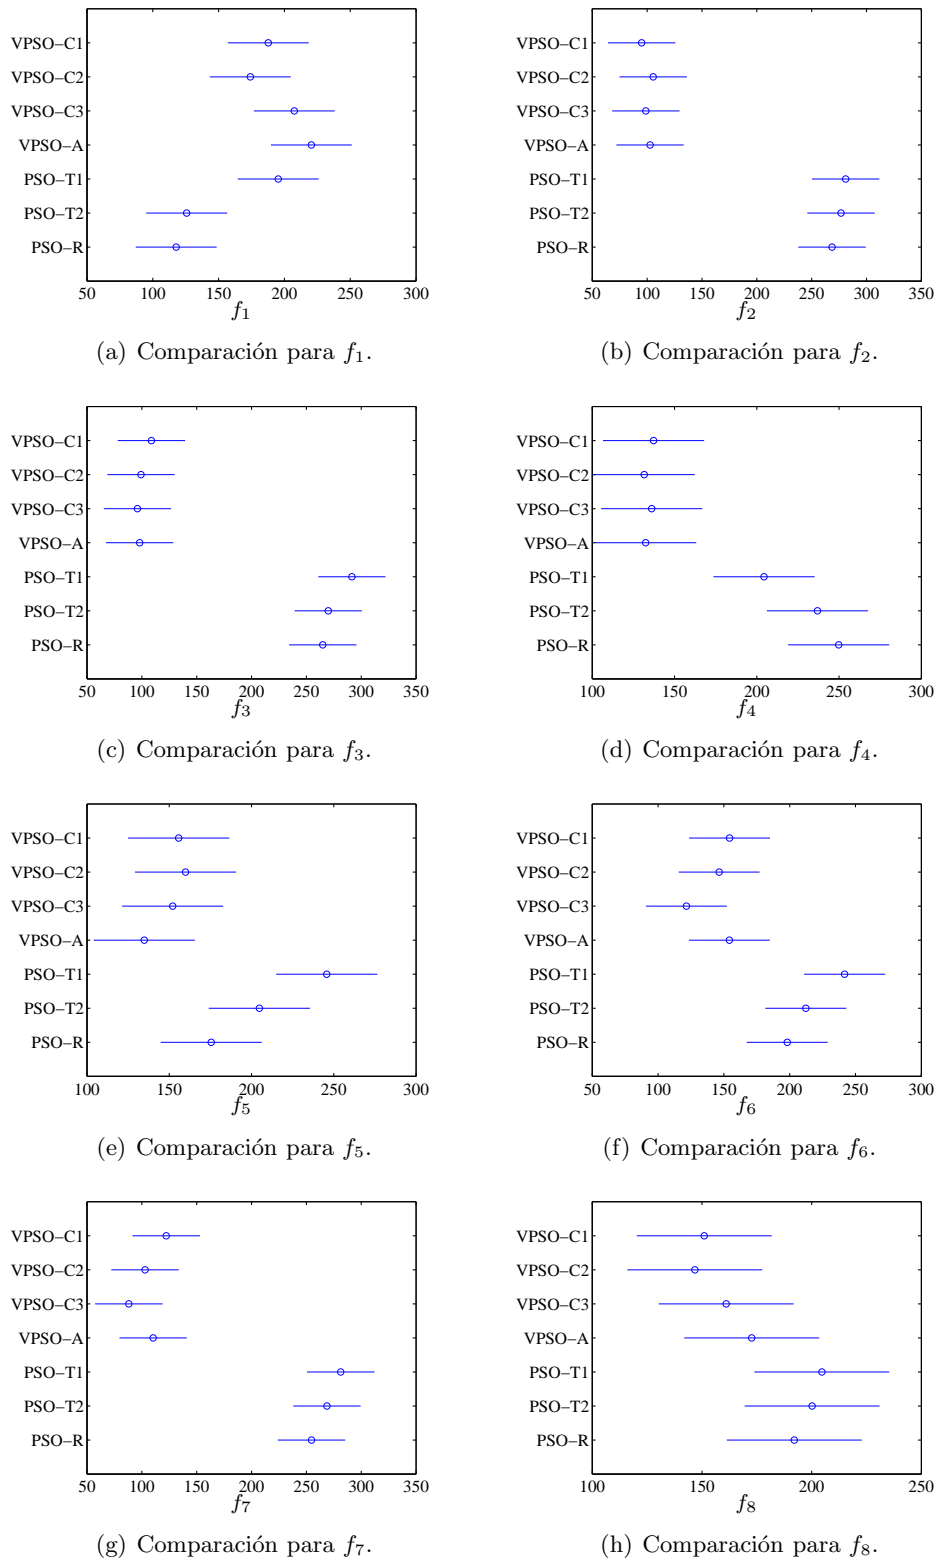 VPSO−C1
VPSO−C2
VPSO−C3
VPSO−A
PSO−T1
PSO−T2
PSO−R
50 100 150 200 250 300
f1
(a) Comparación para f1.
VPSO−C1
VPSO−C2
VPSO−C3
VPSO−A
PSO−T1
PSO−T2
PSO−R
50 100 150 200 250 300 350
f2
(b) Comparación para f2.
VPSO−C1
VPSO−C2
VPSO−C3
VPSO−A
PSO−T1
PSO−T2
PSO−R
50 100 150 200 250 300 350
f3
(c) Comparación para f3.
VPSO−C1
VPSO−C2
VPSO−C3
VPSO−A
PSO−T1
PSO−T2
PSO−R
100 150 200 250 300
f4
(d) Comparación para f4.
VPSO−C1
VPSO−C2
VPSO−C3
VPSO−A
PSO−T1
PSO−T2
PSO−R
100 150 200 250 300
f5
(e) Comparación para f5.
VPSO−C1
VPSO−C2
VPSO−C3
VPSO−A
PSO−T1
PSO−T2
PSO−R
50 100 150 200 250 300
f6
(f) Comparación para f6.
VPSO−C1
VPSO−C2
VPSO−C3
VPSO−A
PSO−T1
PSO−T2
PSO−R
50 100 150 200 250 300 350
f7
(g) Comparación para f7.
VPSO−C1
VPSO−C2
VPSO−C3
VPSO−A
PSO−T1
PSO−T2
PSO−R
100 150 200 250
f8
(h) Comparación para f8.